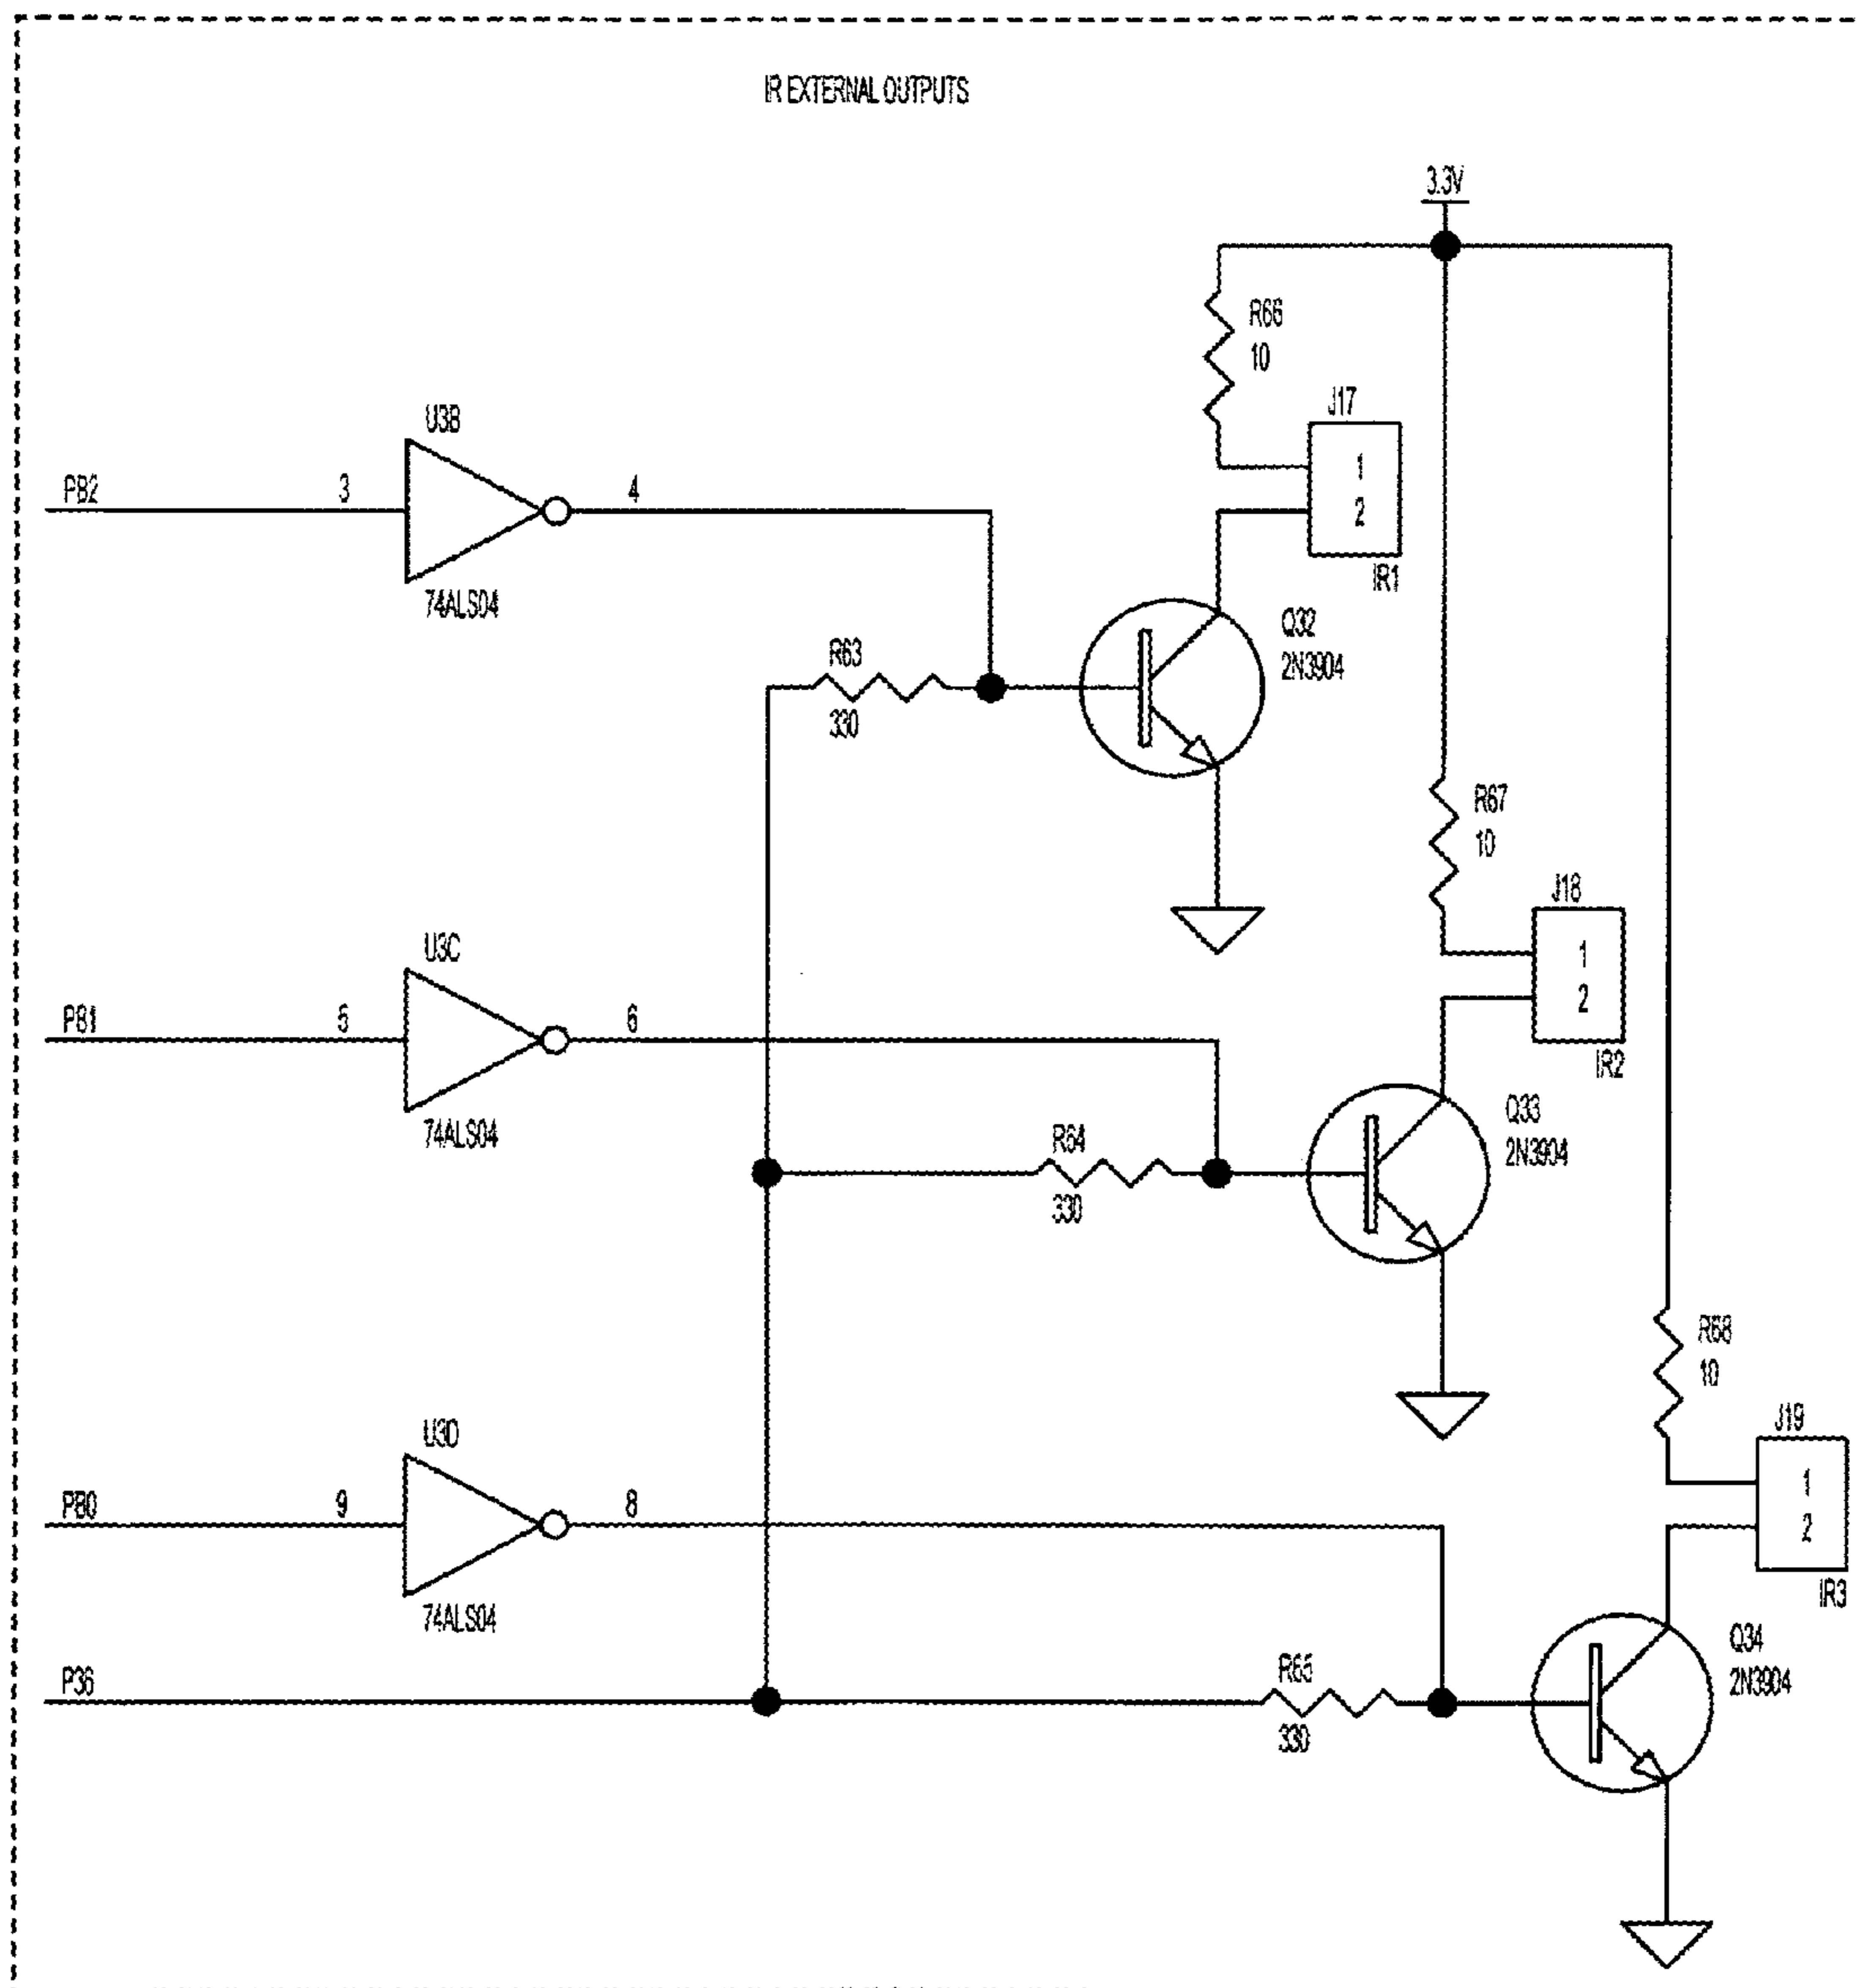 IR EXTERNAL OUTPUTS
3.3V
R66
10
J17
1
2
IR1
U3B
PB2
3
4
74ALS04
Q32
2N3904
R63
330
R67
10
J18
1
2
IR2
U3C
PB1
5
6
74ALS04
Q33
2N3904
R64
330
R68
10
J19
1
2
IR3
U3D
PB0
9
8
74ALS04
Q34
2N3904
P36
R65
330